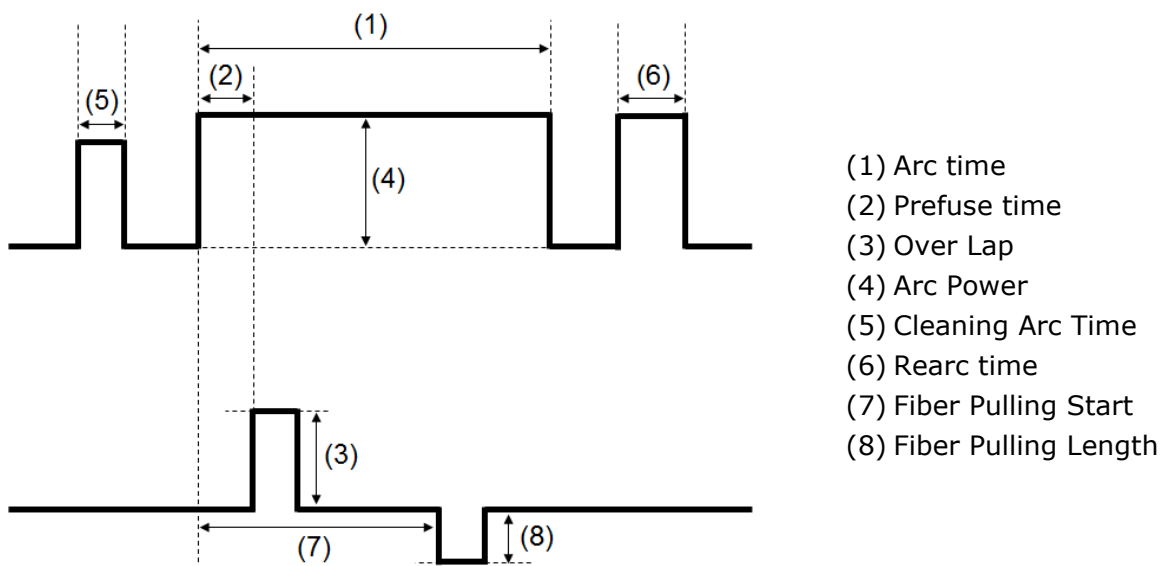 (1)
(2)
(6)
(5)
(4)
(3)
(7)
(8)
(1) Arc time
(2) Prefuse time
(3) Over Lap
(4) Arc Power
(5) Cleaning Arc Time
(6) Rearc time
(7) Fiber Pulling Start
(8) Fiber Pulling Length